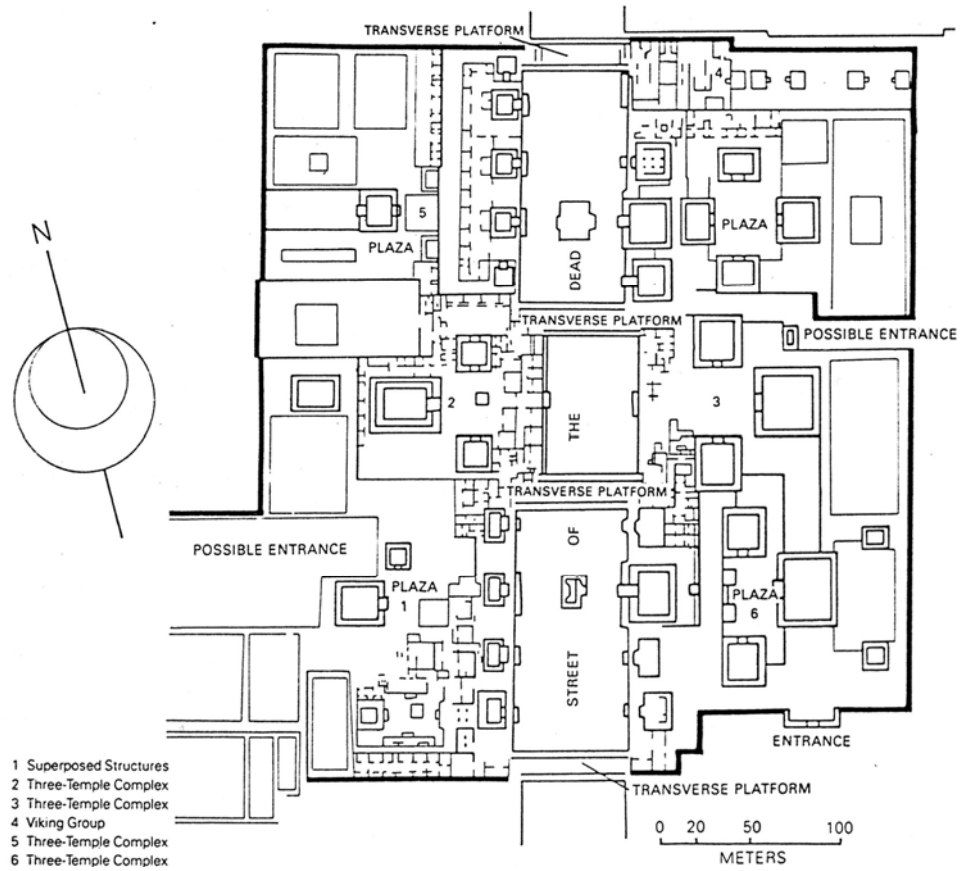 TRANSVERSE PLATFORM
4
N
5
PLAZA
PLAZA
DEAD
TRANSVERSE PLATFORM
POSSIBLE ENTRANCE
2
THE
3
TRANSVERSE PLATFORM
POSSIBLE ENTRANCE
OF
PLAZA
1
PLAZA
6
STREET
ENTRANCE
TRANSVERSE PLATFORM
1 Superposed Structures
2 Three-Temple Complex
3 Three-Temple Complex
4 Viking Group
5 Three-Temple Complex
6 Three-Temple Complex
0 20 50 100
METERS